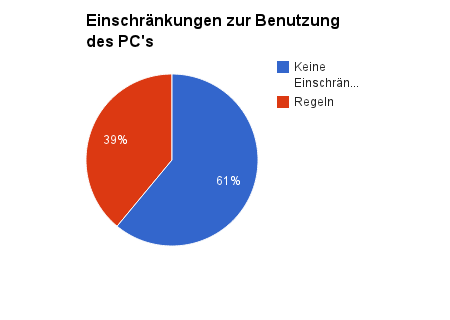 Einschränkungen zur Benutzung
des PC's
Keine
Einschrän...
Regeln
39%
61%